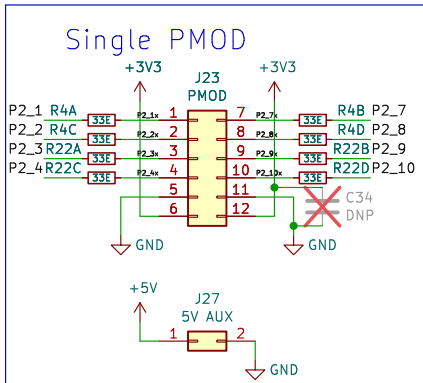 Single PMOD
+3V3 J23 +3V3
PMOD
P2_1 R4A 33E P2_1x 1 7 P2_7x 33E R4B P2_7
P2_2 R4C 33E P2_2x 2 8 P2_8x 33E R4D P2_8
P2_3 R22A 33E P2_3x 3 9 P2_9x 33E R22B P2_9
P2_4 R22C 33E P2_4x 4 10 P2_10x 33E R22D P2_10
5 11 C34
6 12 DNP
GND GND
+5V J27
5V AUX
1 2
GND